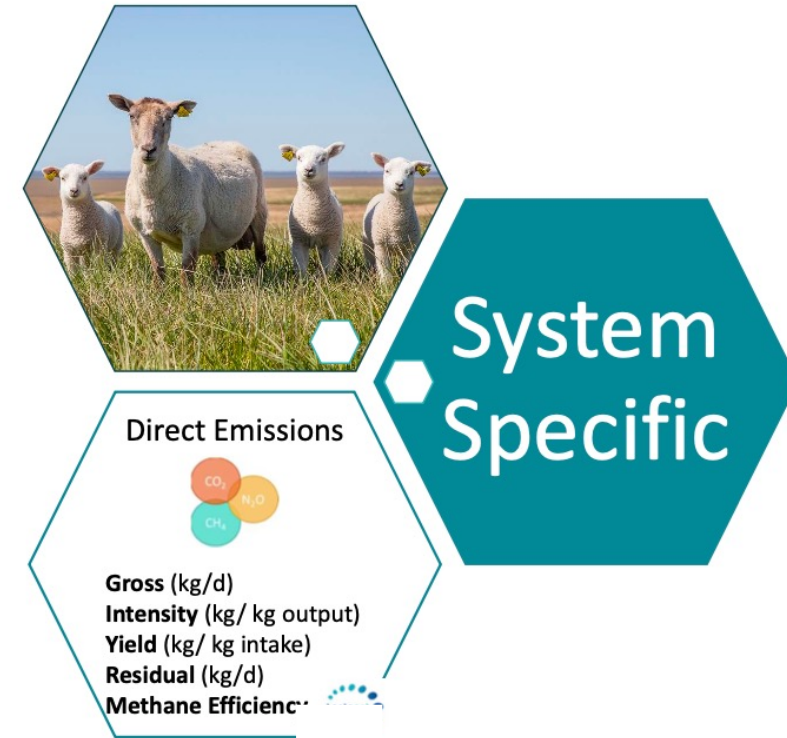 System
Specific
Direct Emissions
CO₂
N₂O
CH₄
Gross (kg/d)
Intensity (kg/ kg output)
Yield (kg/ kg intake)
Residual (kg/d)
Methane Efficiency